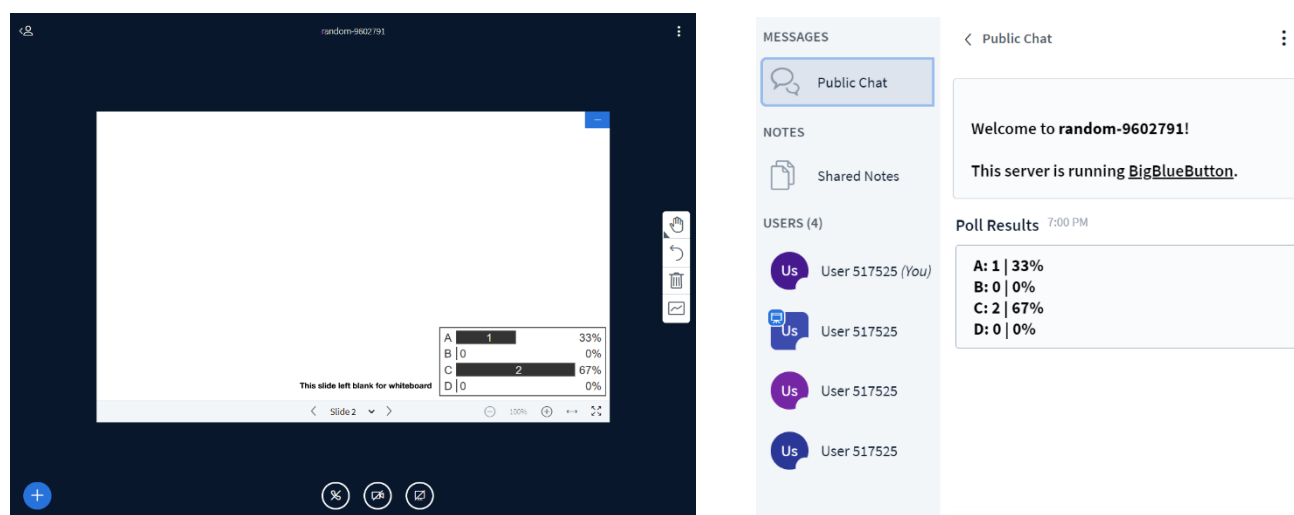 random-9602791
A 1 33%
B 0 0%
C 2 67%
This slide left blank for whiteboard D 0 0%
Slide 2
100%
MESSAGES
Public Chat
NOTES
Shared Notes
USERS (4)
Us User 517525 (You)
Us User 517525
Us User 517525
Us User 517525
Public Chat
Welcome to random-9602791!
This server is running BigBlueButton.
Poll Results 7:00 PM
A: 1 | 33%
B: 0 | 0%
C: 2 | 67%
D: 0 | 0%